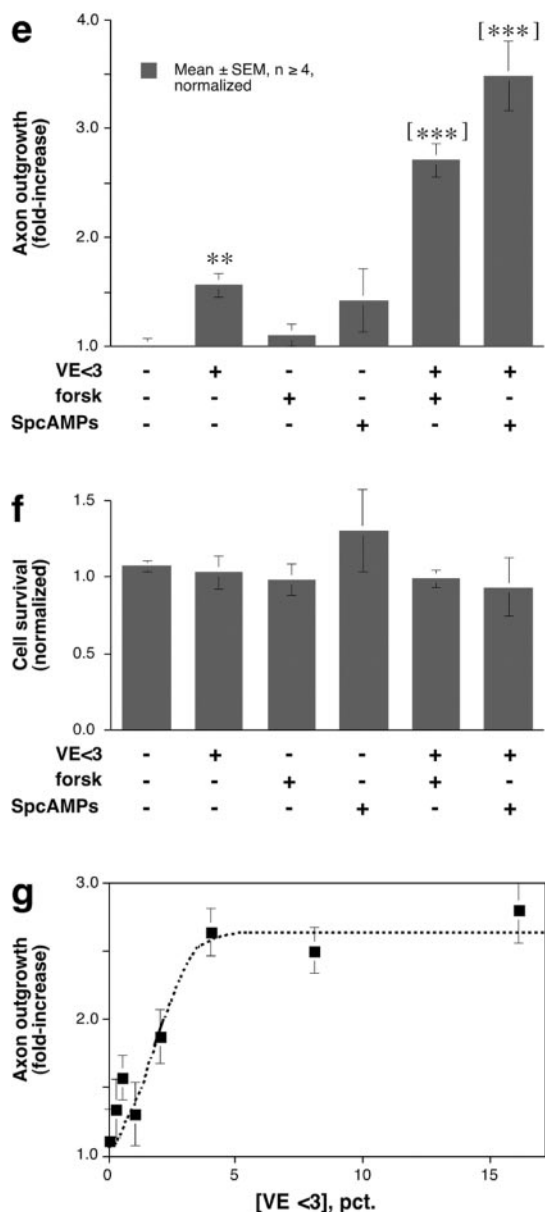 e
4.0
[***]
Mean ± SEM, n ≥ 4,
normalized
[***]
3.0
Axon outgrowth
(fold-increase)
2.0
**
1.0
VE<3 - + - - + +
forsk - - + - + -
SpcAMPs - - - + - +
f
1.5
1.0
Cell survival
(normalized)
0.5
0.0
VE<3 - + - - + +
forsk - - + - + -
SpcAMPs - - - + - +
g
3.0
Axon outgrowth
(fold-increase)
2.0
1.0
0 5 10 15
[VE <3], pct.